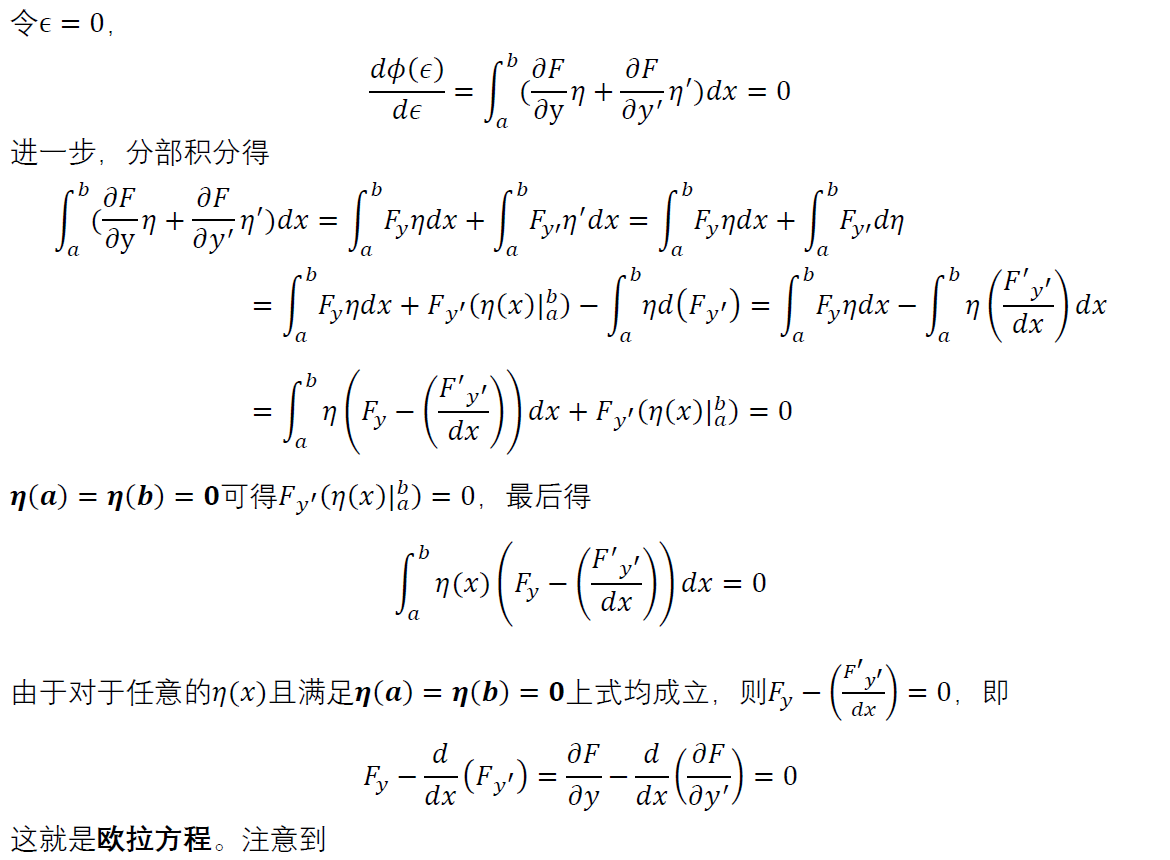 令ϵ = 0，
$\frac{d\phi(\epsilon)}{d\epsilon} = \int_a^b (\frac{\partial F}{\partial y}\eta + \frac{\partial F}{\partial y'}\eta')dx = 0$
进一步，分部积分得
$\int_a^b (\frac{\partial F}{\partial y}\eta + \frac{\partial F}{\partial y'}\eta')dx = \int_a^b F_y\eta dx + \int_a^b F_{y'}\eta' dx = \int_a^b F_y\eta dx + \int_a^b F_{y'}d\eta$
$= \int_a^b F_y\eta dx + F_{y'}(\eta(x)|_a^b) - \int_a^b \eta d(F_{y'}) = \int_a^b F_y\eta dx - \int_a^b \eta\left(\frac{F'_{y'}}{dx}\right)dx$
$= \int_a^b \eta\left(F_y - \left(\frac{F'_{y'}}{dx}\right)\right)dx + F_{y'}(\eta(x)|_a^b) = 0$
$\boldsymbol{\eta(a) = \eta(b) = 0}$可得$F_{y'}(\eta(x)|_a^b) = 0$，最后得
$\int_a^b \eta(x)\left(F_y - \left(\frac{F'_{y'}}{dx}\right)\right)dx = 0$
由于对于任意的$\eta(x)$且满足$\boldsymbol{\eta(a) = \eta(b) = 0}$上式均成立，则$F_y - \left(\frac{F'_{y'}}{dx}\right) = 0$，即
$F_y - \frac{d}{dx}(F_{y'}) = \frac{\partial F}{\partial y} - \frac{d}{dx}\left(\frac{\partial F}{\partial y'}\right) = 0$
这就是欧拉方程。注意到